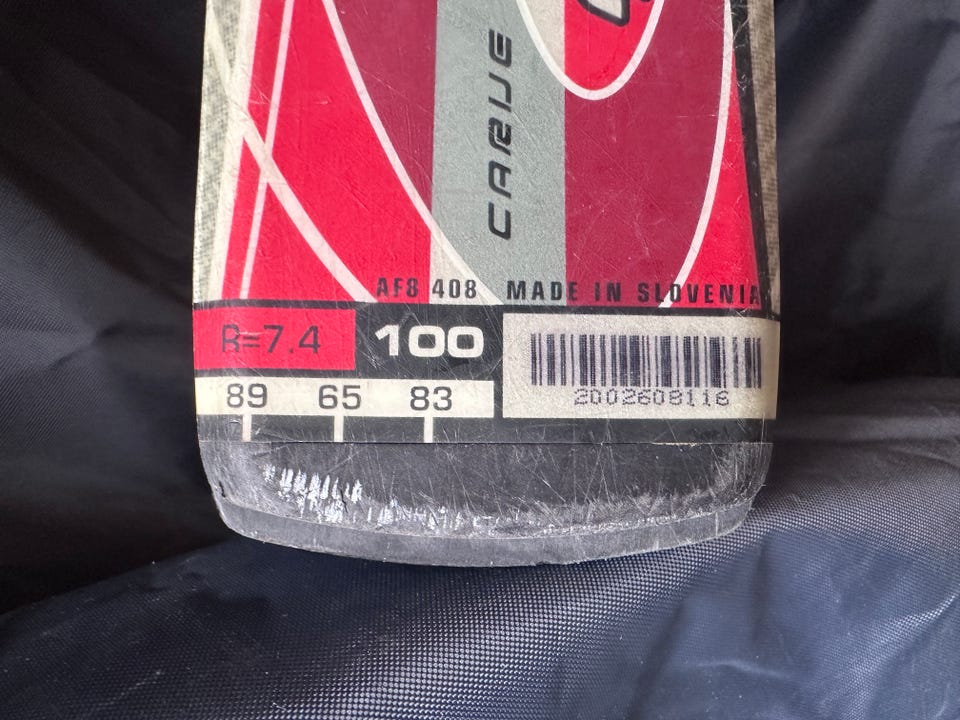 CARVE
AF8 408 MADE IN SLOVENIA
R=7.4 100
2002608116
89 65 83